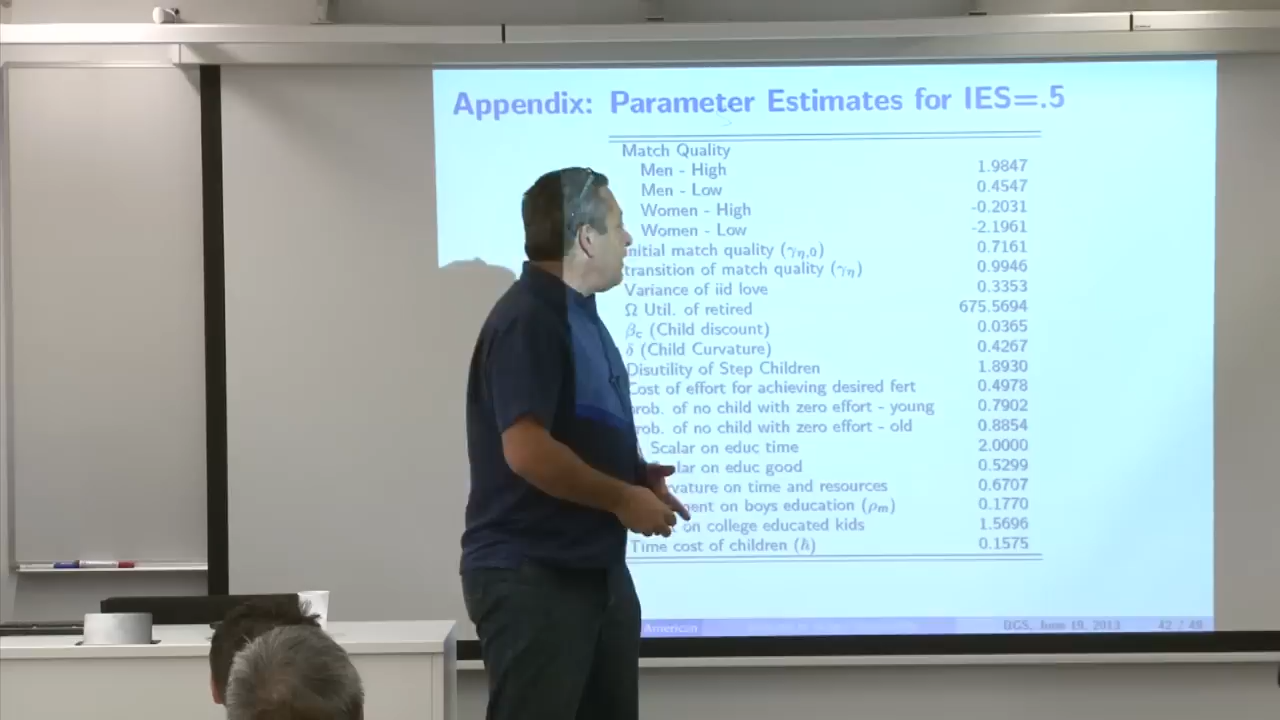 Appendix: Parameter Estimates for IES=.5
Match Quality
Men - High 1.9847
Men - Low 0.4547
Women - High -0.2031
Women - Low -2.1961
nitial match quality (γη,0) 0.7161
transition of match quality (γη) 0.9946
Variance of iid love 0.3353
Ω Util. of retired 675.5694
βc (Child discount) 0.0365
δ (Child Curvature) 0.4267
Disutility of Step Children 1.8930
Cost of effort for achieving desired fert 0.4978
rob. of no child with zero effort - young 0.7902
rob. of no child with zero effort - old 0.8854
Scalar on educ time 2.0000
lar on educ good 0.5299
vature on time and resources 0.6707
ent on boys education (ρm) 0.1770
on college educated kids 1.5696
Time cost of children (ħ) 0.1575
American
BGS, June 19, 2013 42 / 48